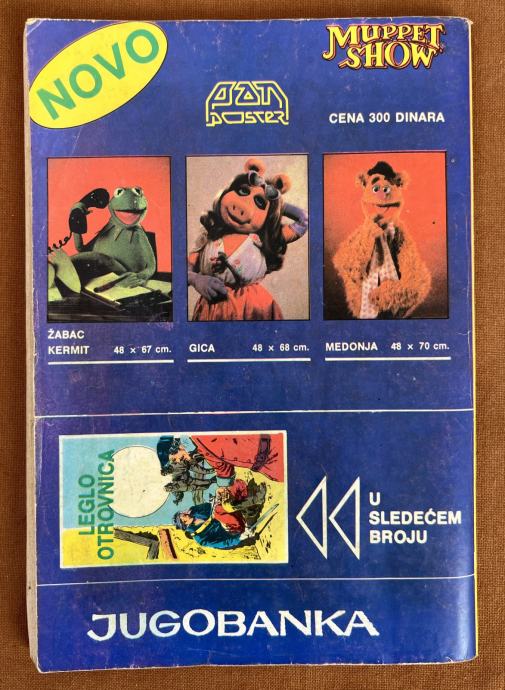 NOVO
MUPPET
SHOW
pan
poster
CENA 300 DINARA
ŽABAC
KERMIT 48 x 67 cm.
GICA 48 x 68 cm.
MEDONJA 48 x 70 cm.
LEGLO
OTROVNICA
U
SLEDEĆEM
BROJU
JUGOBANKA